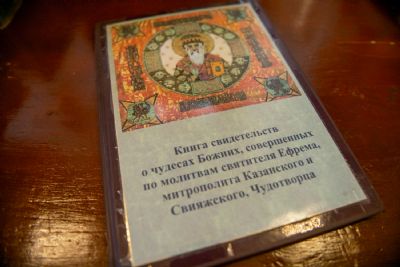 Книга свидетельств
о чудесах Божиих, совершенных
по молитвам святителя Ефрема,
митрополита Казанского и
Свияжского, Чудотворца